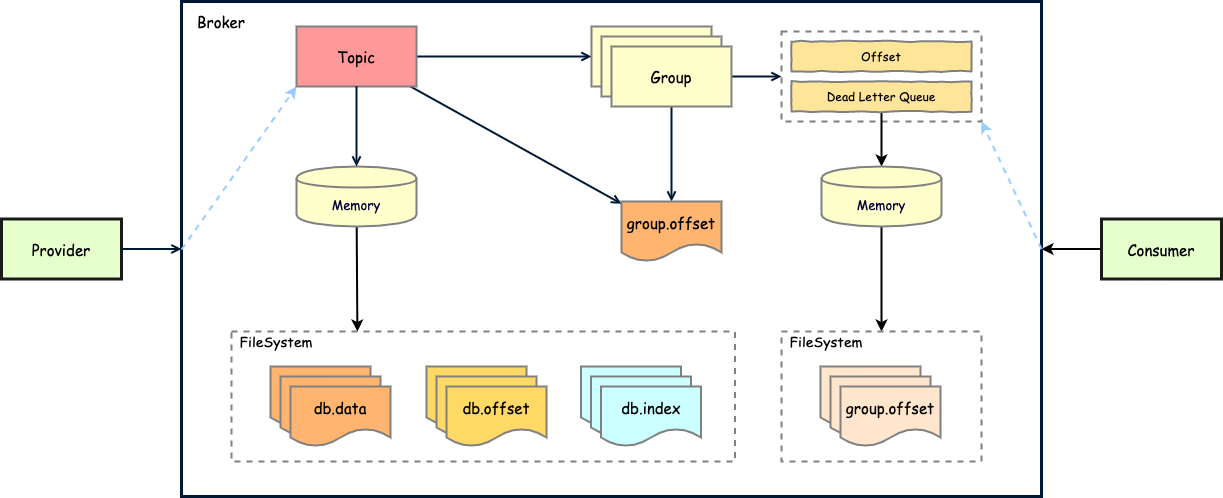 Broker
Topic
Group
Offset
Dead Letter Queue
Memory
group.offset
Memory
Provider
Consumer
FileSystem
db.data
db.offset
db.index
FileSystem
group.offset